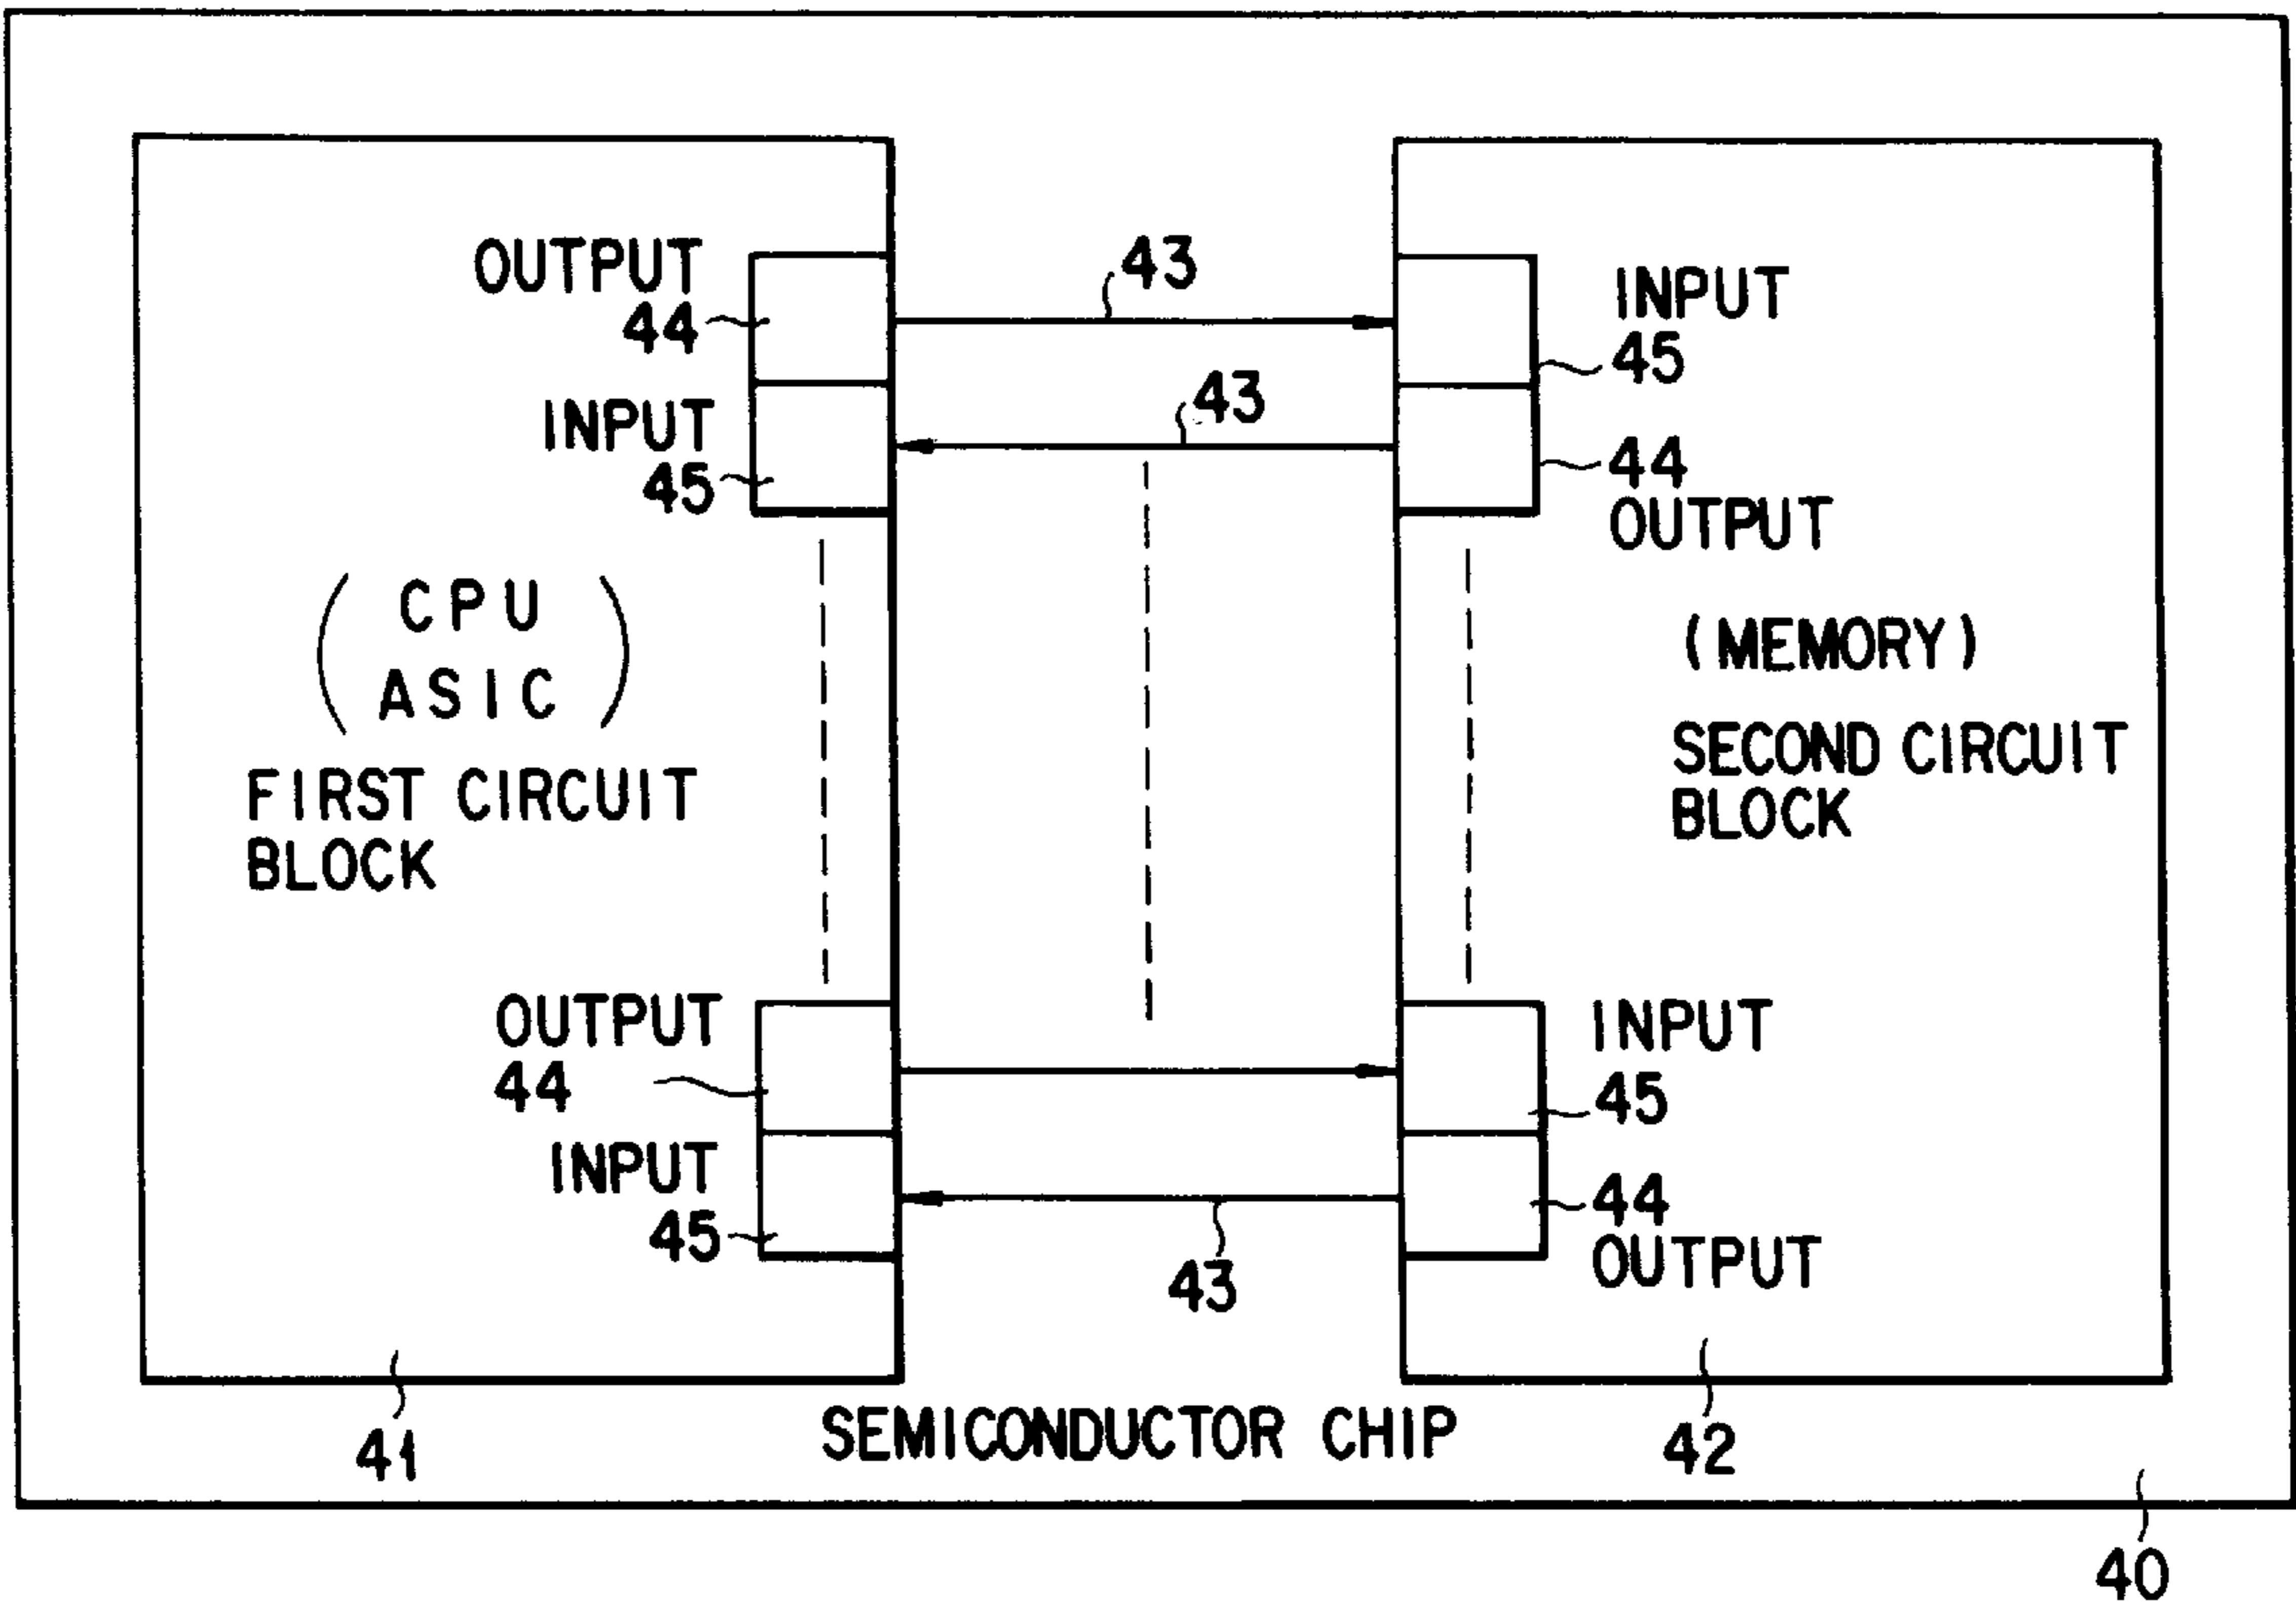 OUTPUT
44
INPUT
45
( CPU
ASIC )
FIRST CIRCUIT
BLOCK
OUTPUT
44
INPUT
45
41
43
43
43
INPUT
45
44
OUTPUT
(MEMORY)
SECOND CIRCUIT
BLOCK
INPUT
45
44
OUTPUT
42
SEMICONDUCTOR CHIP
40